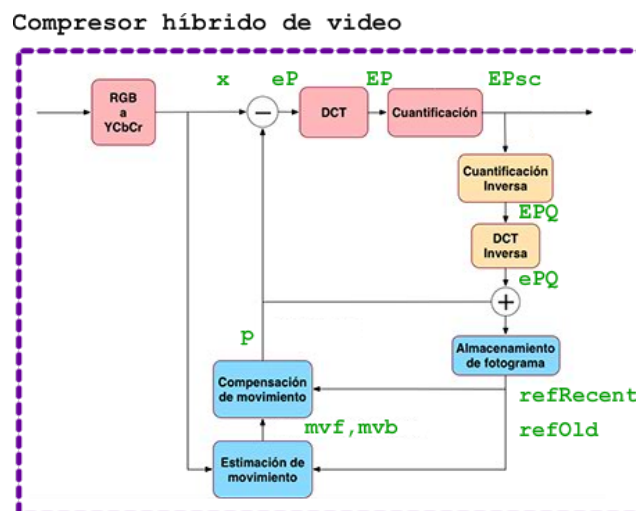 Compresor híbrido de video
x eP EP EPsc
RGB
a
YCbCr
−
DCT
Cuantificación
Cuantificación
Inversa
EPQ
DCT
Inversa
ePQ
+
p
Almacenamiento
de fotograma
Compensación
de movimiento
refRecent
mvf,mvb
refOld
Estimación de
movimiento